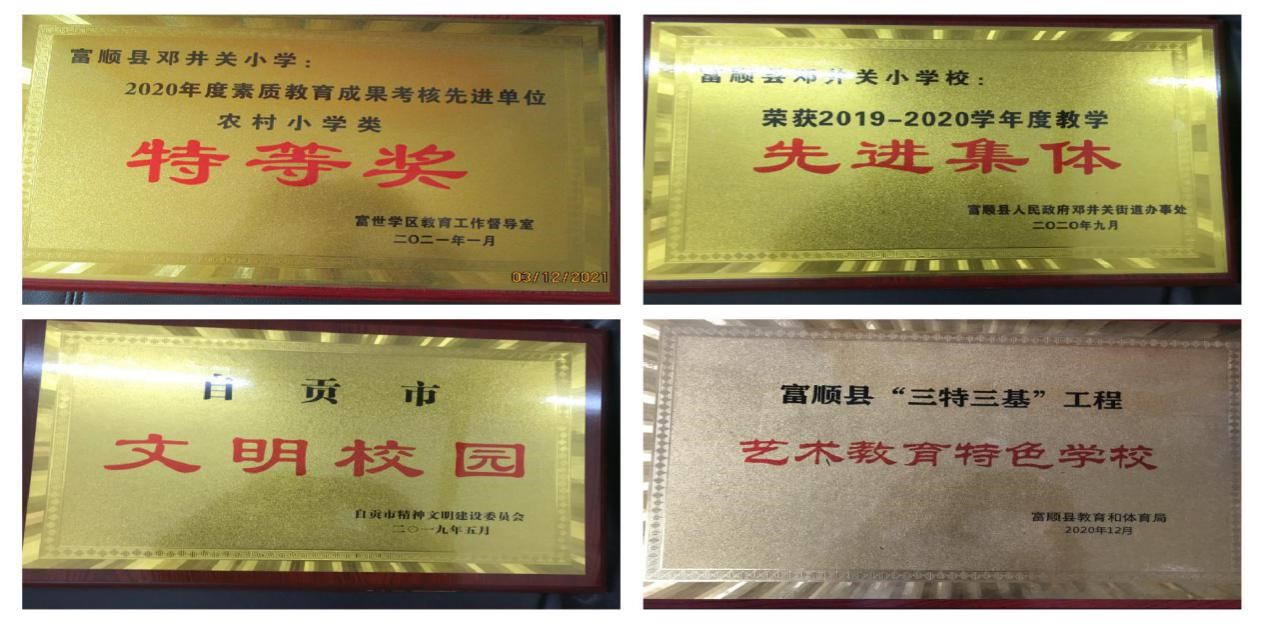 富顺县邓井关小学：
2020年度素质教育成果考核先进单位
农村小学类
特等奖
富世学区教育工作督导室
二〇二一年一月
03/12/2021
富顺县邓井关小学校：
荣获2019-2020学年度教学
先进集体
富顺县人民政府邓井关街道办事处
二〇二〇年九月
自贡市
文明校园
自贡市精神文明建设委员会
二〇一九年五月
富顺县“三特三基”工程
艺术教育特色学校
富顺县教育和体育局
2020年12月